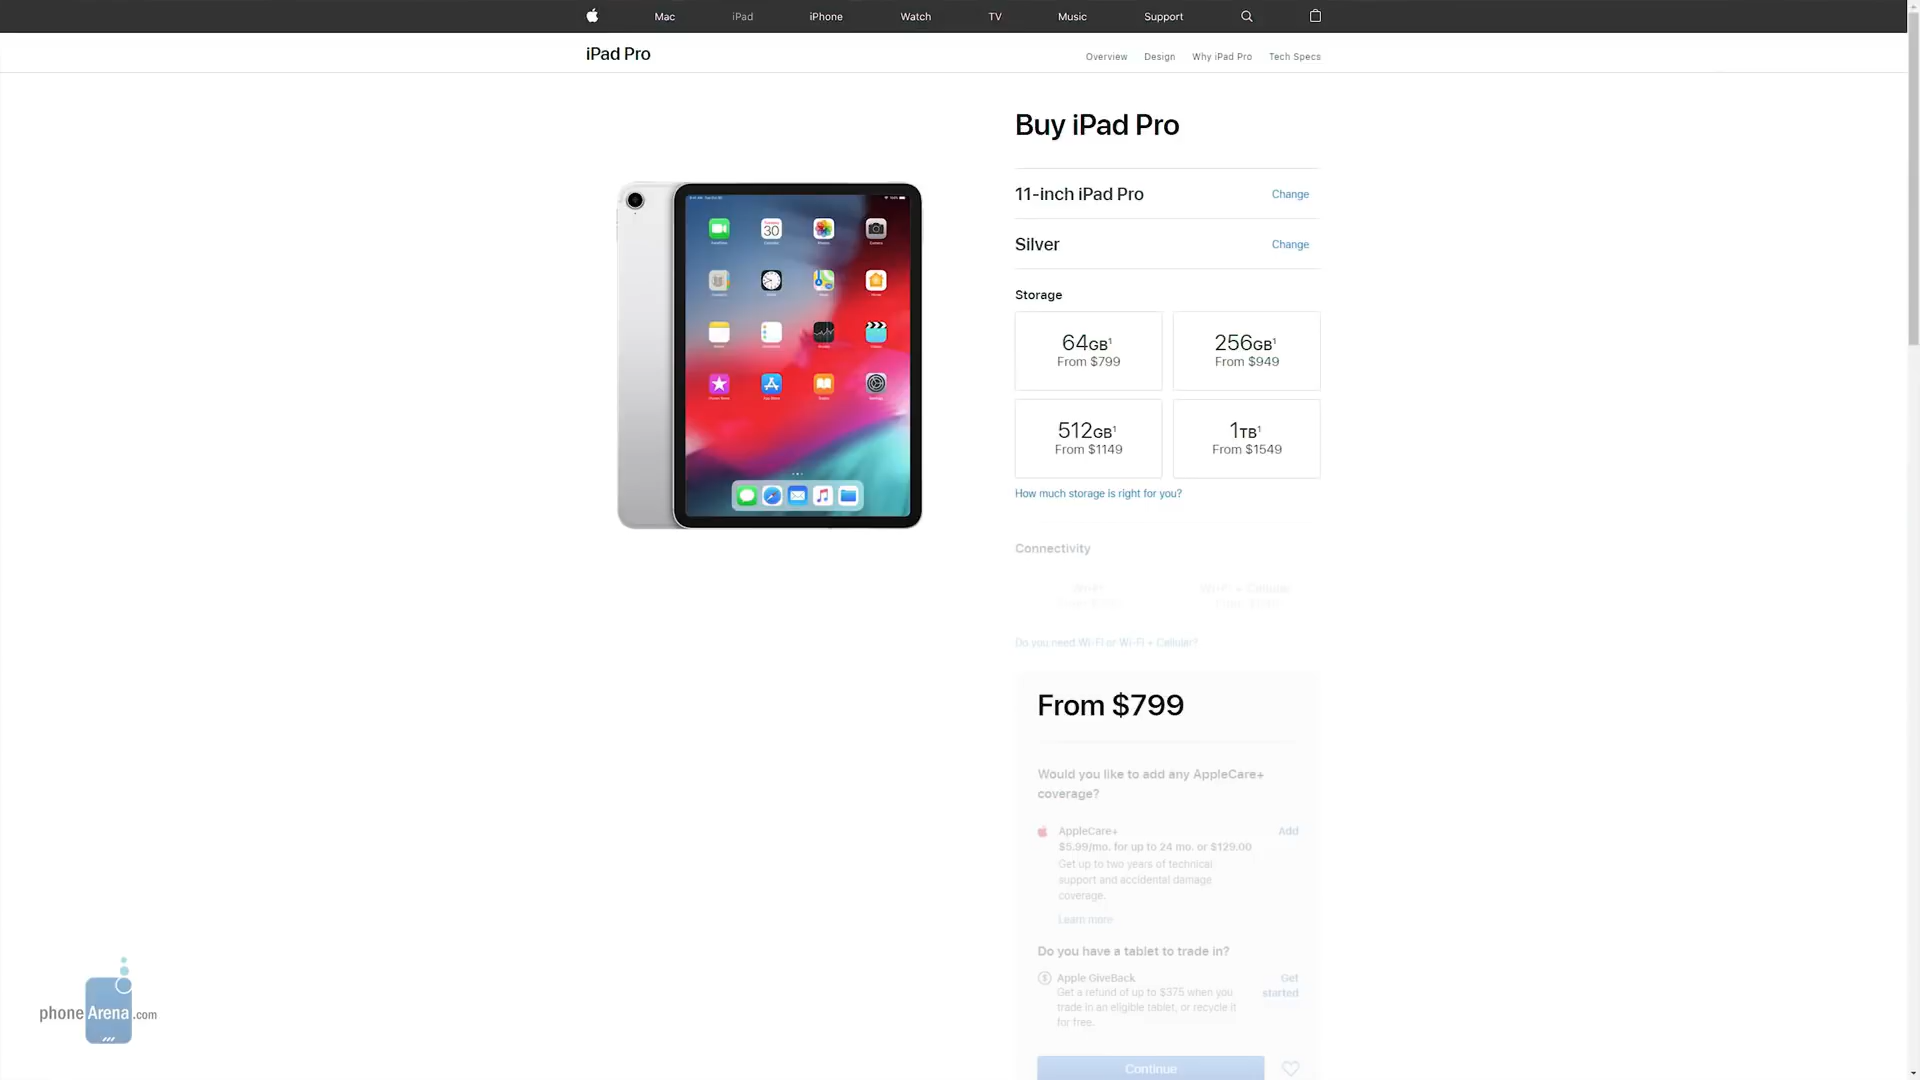 Mac iPad iPhone Watch TV Music Support
iPad Pro
Overview Design Why iPad Pro Tech Specs
Buy iPad Pro
11-inch iPad Pro Change
Silver Change
Storage
64GB¹ 256GB¹
From $799 From $949
512GB¹ 1TB¹
From $1149 From $1549
How much storage is right for you?
Connectivity
Wi-Fi + Cellular
Do you need Wi-Fi or Wi-Fi + Cellular?
From $799
Would you like to add any AppleCare+
coverage?
AppleCare+ Add
$5.99/mo. for up to 24 mo. or $129.00
Get up to two years of technical
support and accidental damage
coverage.
Learn more
Do you have a tablet to trade in?
Apple GiveBack Get
Get a refund of up to $375 when you started
trade in an eligible tablet, or recycle it
for free.
Continue
30
phoneArena.com